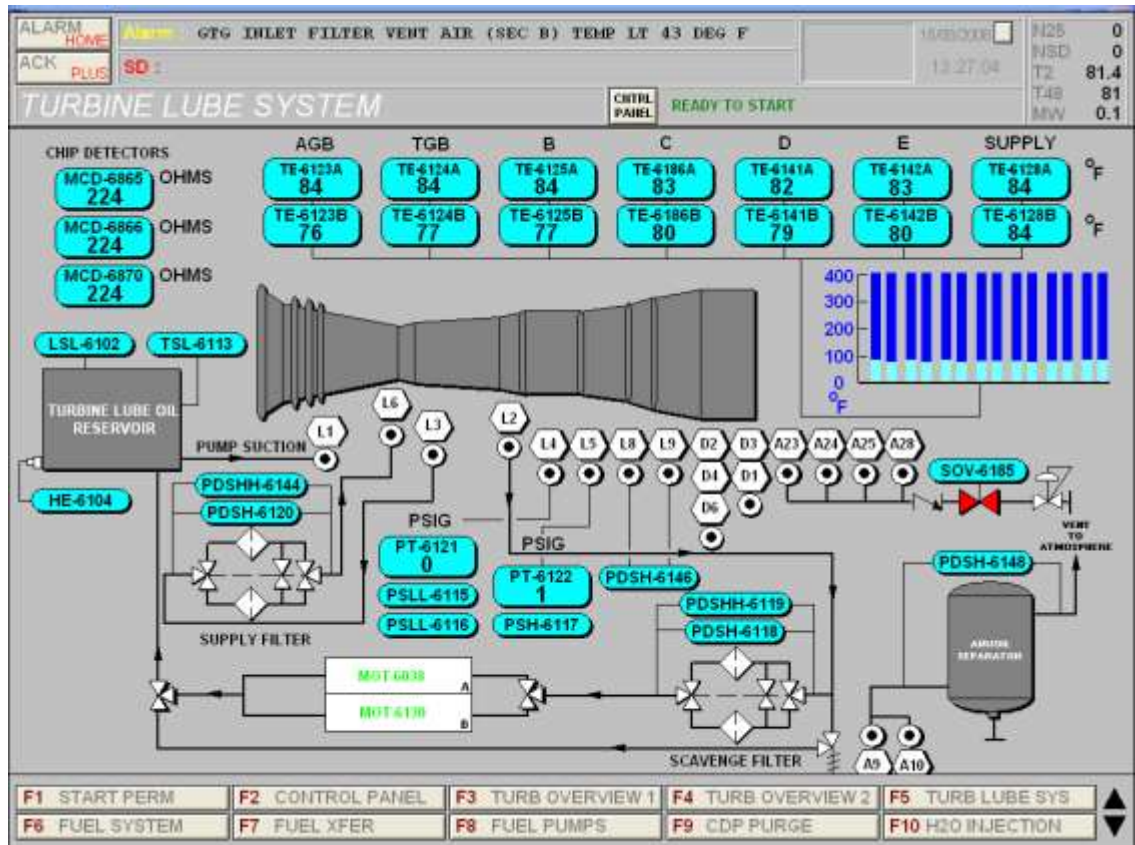 ALARM HOME
Alarm: GTG INLET FILTER VENT AIR (SEC B) TEMP LT 43 DEG F
N25 0
NSD 0
ACK PLUS
SD :
13:27:04
T2 81.4
T48 81
MW 0.1
TURBINE LUBE SYSTEM
CNTRL PANEL
READY TO START
CHIP DETECTORS
AGB TGB B C D E SUPPLY
MCD-6865 224 OHMS
TE-6123A 84
TE-6124A 84
TE-6125A 84
TE-6186A 83
TE-6141A 82
TE-6142A 83
TE-6128A 84
°F
MCD-6866 224 OHMS
TE-6123B 76
TE-6124B 77
TE-6125B 77
TE-6186B 80
TE-6141B 79
TE-6142B 80
TE-6128B 84
°F
MCD-6870 224 OHMS
400
300
200
100
0
°F
LSL-6102
TSL-6113
TURBINE LUBE OIL
RESERVOIR
PUMP SUCTION
HE-6104
L1
L6
L3
L2
L4 L5 L8 L9 D2 D3 A23 A24 A25 A28
D4 D1
D6
SOV-6185
VENT
TO
ATMOSPHERE
PDSHH-6144
PDSH-6120
PSIG
PT-6121
0
PSLL-6115
PSLL-6116
PSIG
PT-6122
1
PSH-6117
PDSH-6146
PDSHH-6119
PDSH-6118
PDSH-6148
AIR/OIL
SEPARATOR
SUPPLY FILTER
MOT-6038 A
MOT-6130 B
SCAVENGE FILTER
A9 A10
F1 START PERM
F2 CONTROL PANEL
F3 TURB OVERVIEW 1
F4 TURB OVERVIEW 2
F5 TURB LUBE SYS
F6 FUEL SYSTEM
F7 FUEL XFER
F8 FUEL PUMPS
F9 CDP PURGE
F10 H2O INJECTION